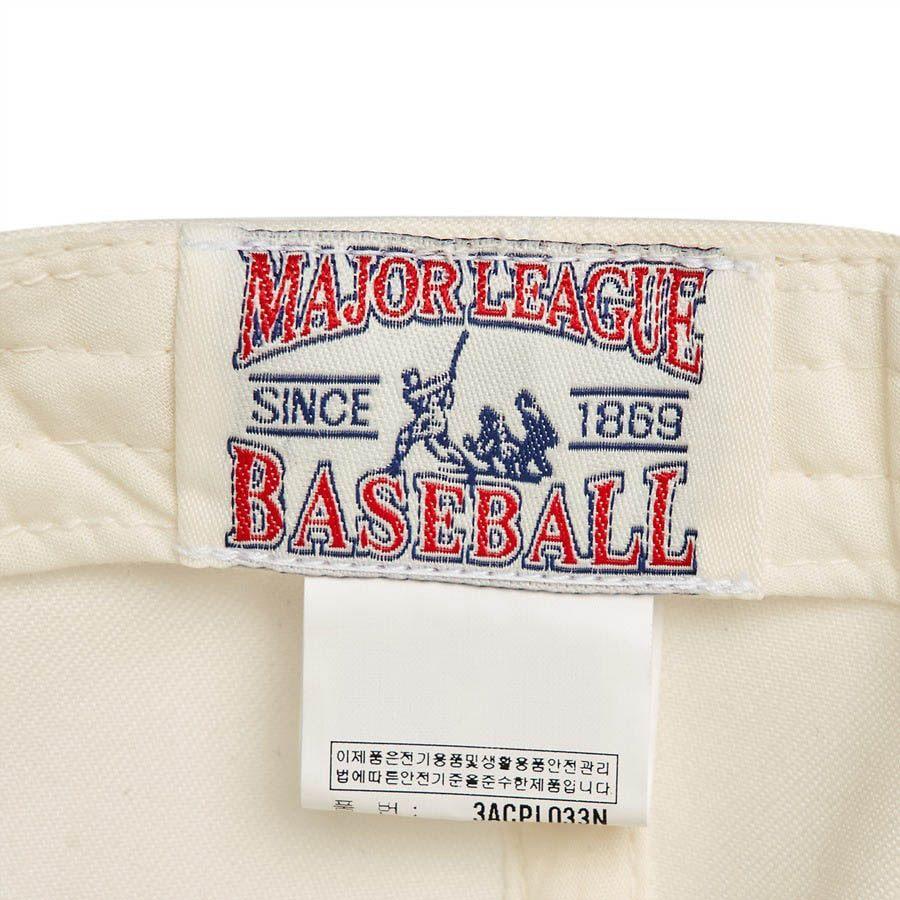 MAJOR LEAGUE
SINCE 1869
BASEBALL
이제품은전기용품및생활용품안전관리
법에따른안전기준을준수한제품입니다.
품 번 : 3ACPL033N